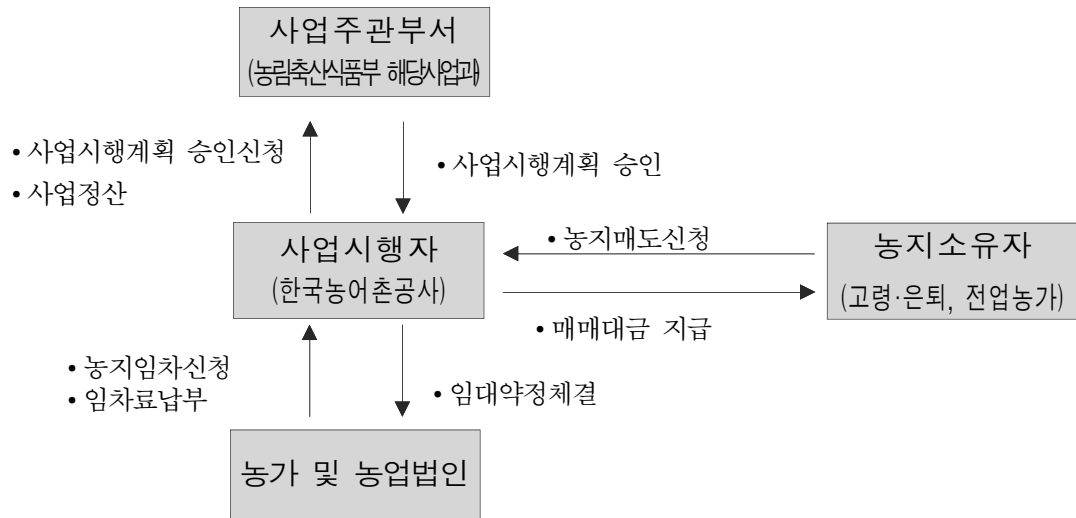 사업주관부서
(농림축산식품부 해당사업과)
• 사업시행계획 승인신청
• 사업정산
• 사업시행계획 승인
사업시행자
(한국농어촌공사)
• 농지매도신청
• 매매대금 지급
농지소유자
(고령·은퇴, 전업농가)
• 농지임차신청
• 임차료납부
• 임대약정체결
농가 및 농업법인